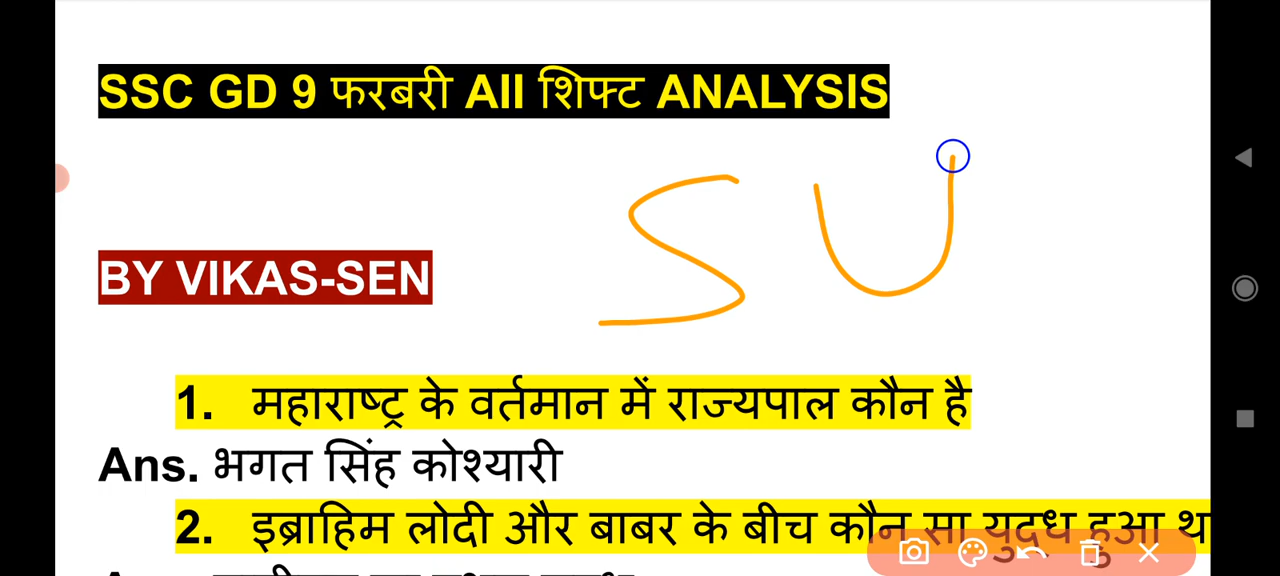 SSC GD 9 फरबरी All शिफ्ट ANALYSIS
S U
BY VIKAS-SEN
1. महाराष्ट्र के वर्तमान में राज्यपाल कौन है
Ans. भगत सिंह कोश्यारी
2. इब्राहिम लोदी और बाबर के बीच कौन सा युद्ध हुआ थ